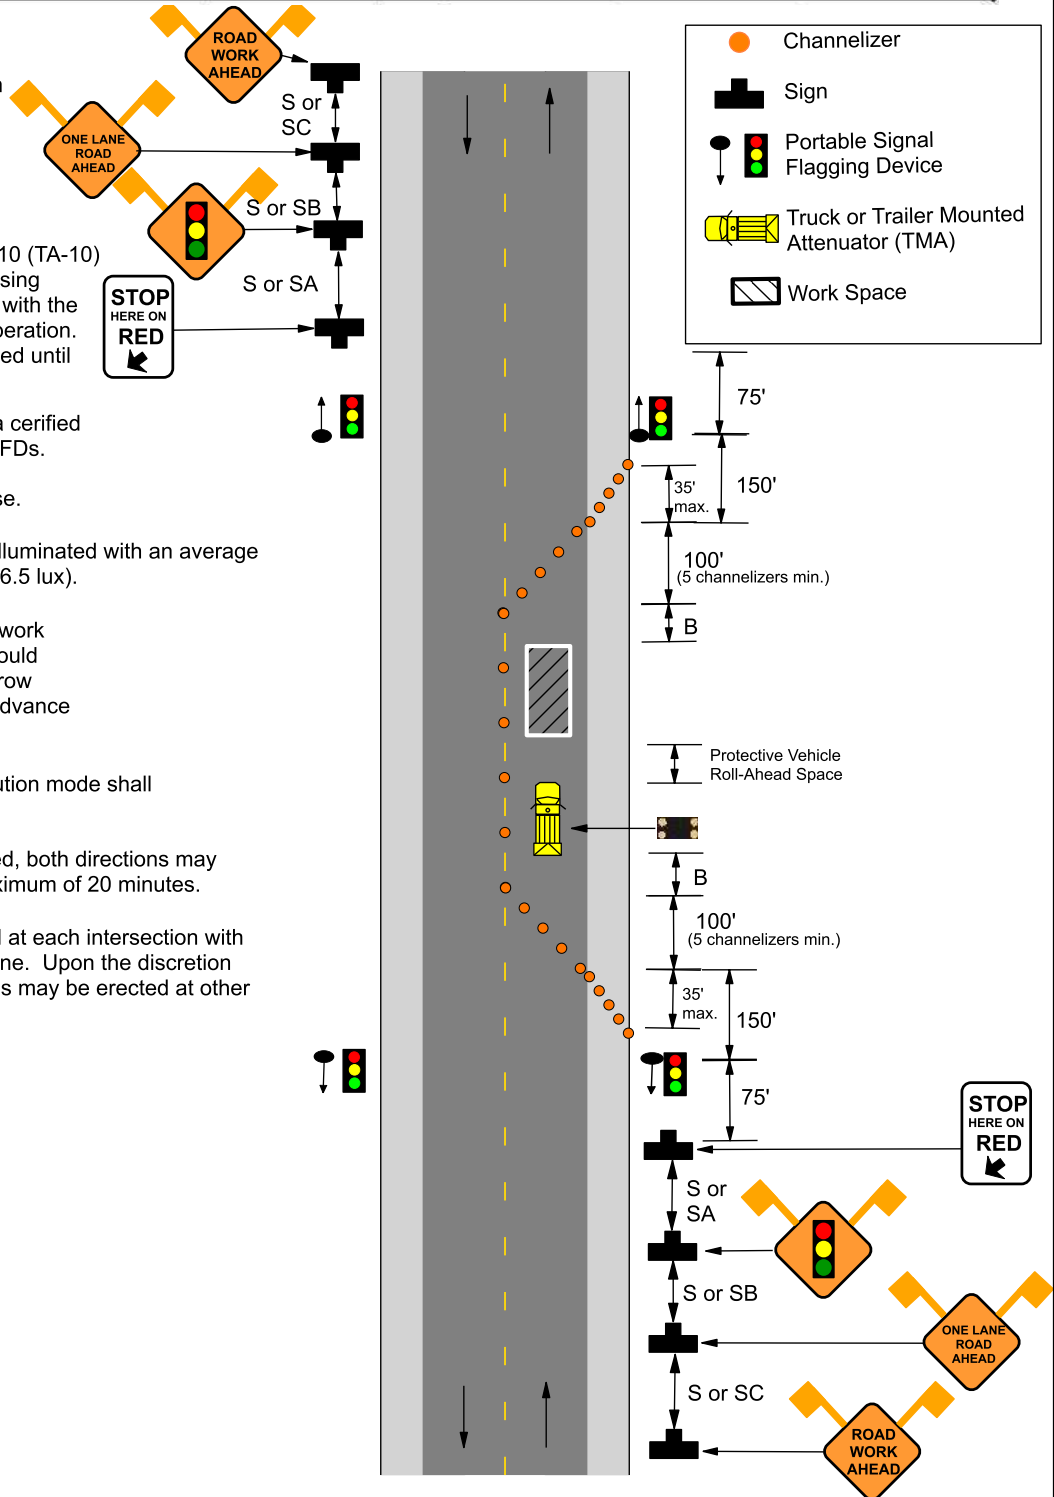 ROAD
WORK
AHEAD
S or
SC
ONE LANE
ROAD
AHEAD
S or SB
S or SA
10 (TA-10)
sing
with the
peration.
ed until
STOP
HERE ON
RED
a cerified
FDs.
se.
lluminated with an average
6.5 lux).
work
ould
row
dvance
ution mode shall
ed, both directions may
ximum of 20 minutes.
at each intersection with
ne. Upon the discretion
s may be erected at other
Channelizer
Sign
Portable Signal
Flagging Device
Truck or Trailer Mounted
Attenuator (TMA)
Work Space
75'
150'
35'
max.
100'
(5 channelizers min.)
B
Protective Vehicle
Roll-Ahead Space
B
100'
(5 channelizers min.)
35'
max.
150'
75'
STOP
HERE ON
RED
S or
SA
S or SB
ONE LANE
ROAD
AHEAD
S or SC
ROAD
WORK
AHEAD